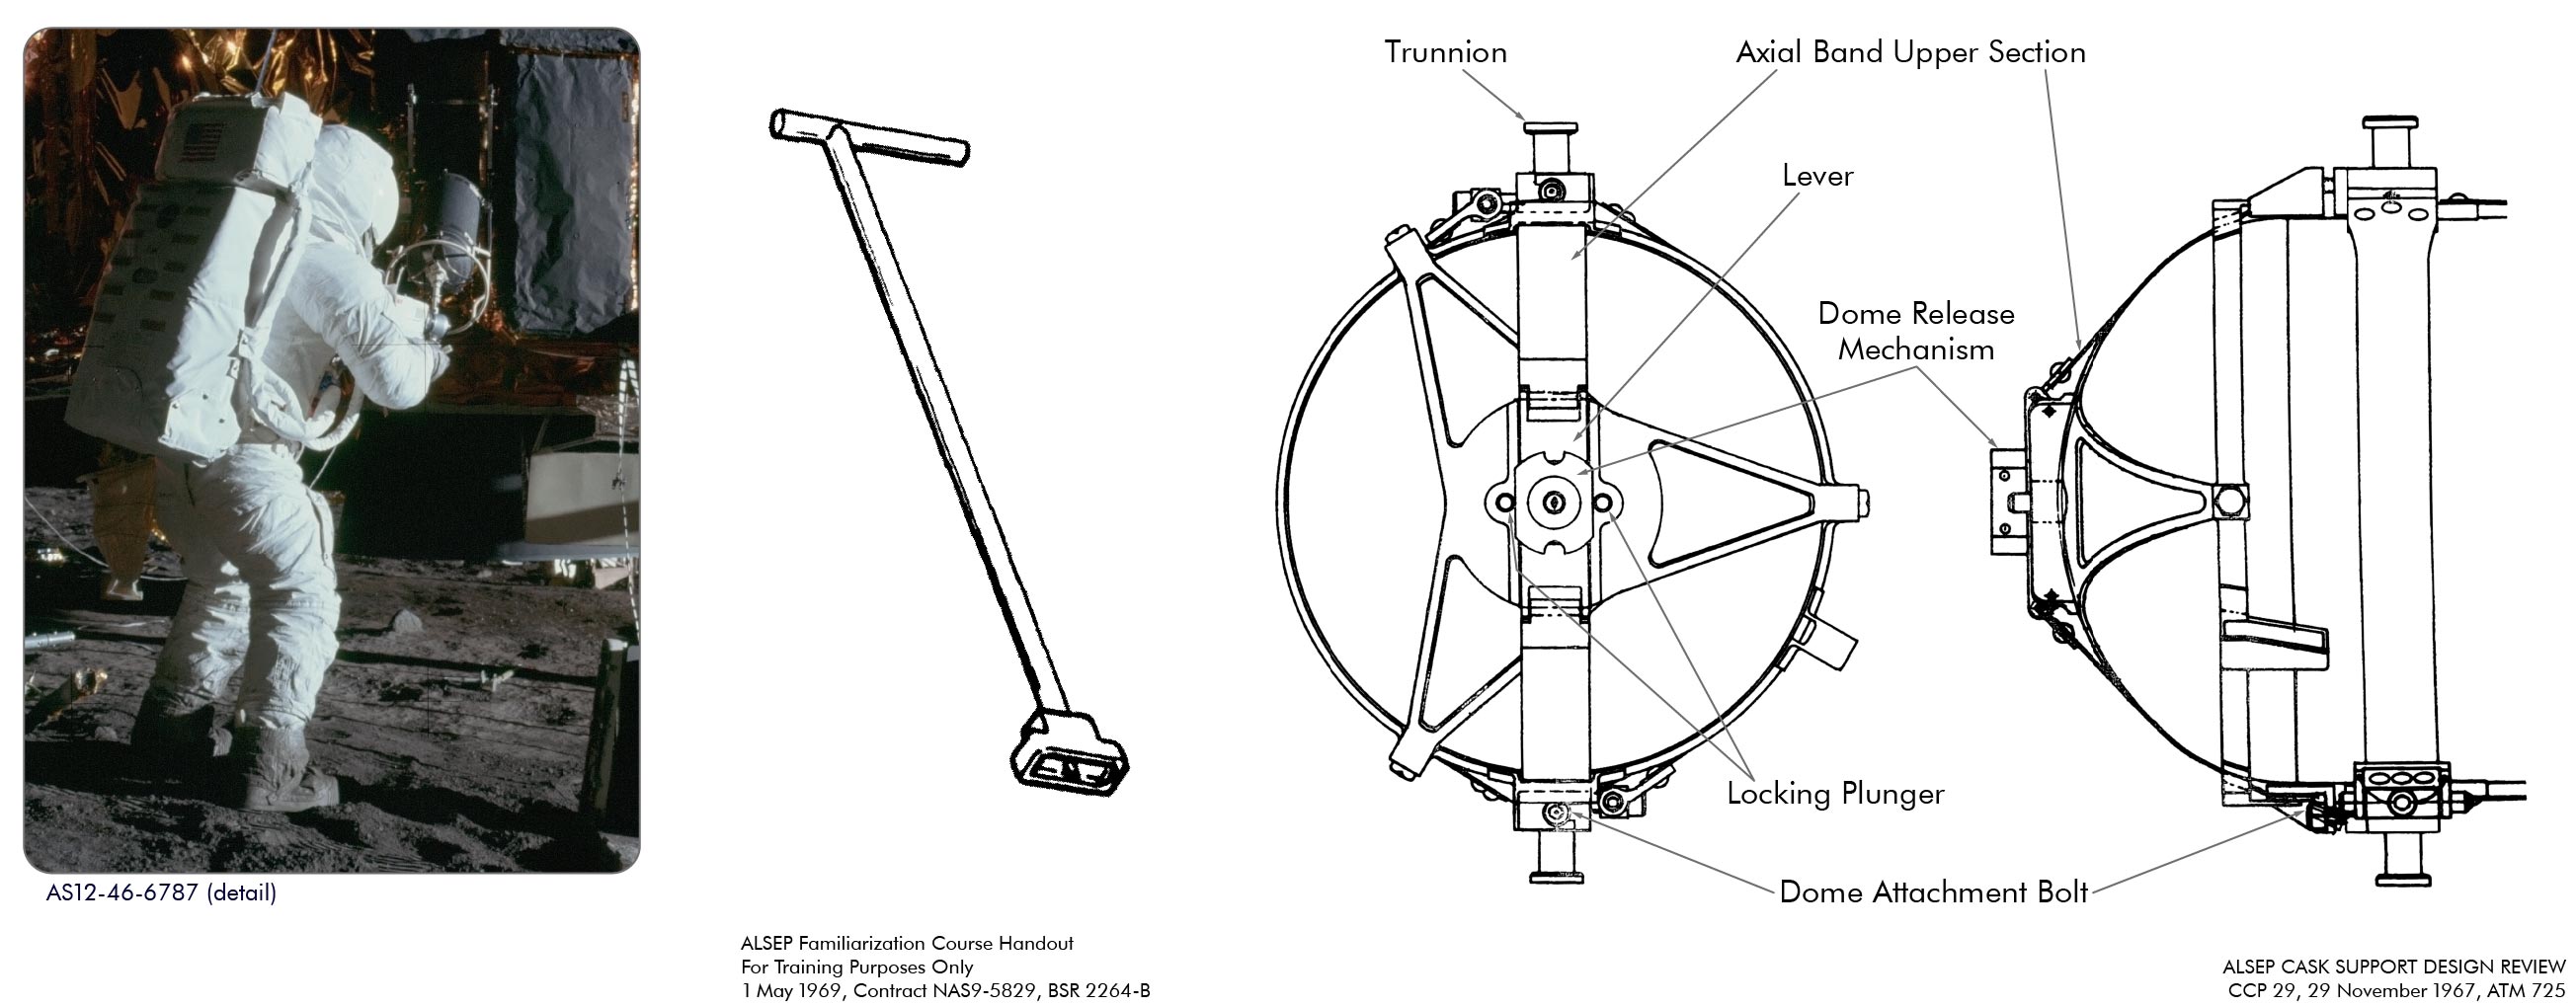 Trunnion
Axial Band Upper Section
Lever
Dome Release
Mechanism
Locking Plunger
Dome Attachment Bolt
AS12-46-6787 (detail)
ALSEP Familiarization Course Handout
For Training Purposes Only
1 May 1969, Contract NAS9-5829, BSR 2264-B
ALSEP CASK SUPPORT DESIGN REVIEW
CCP 29, 29 November 1967, ATM 725